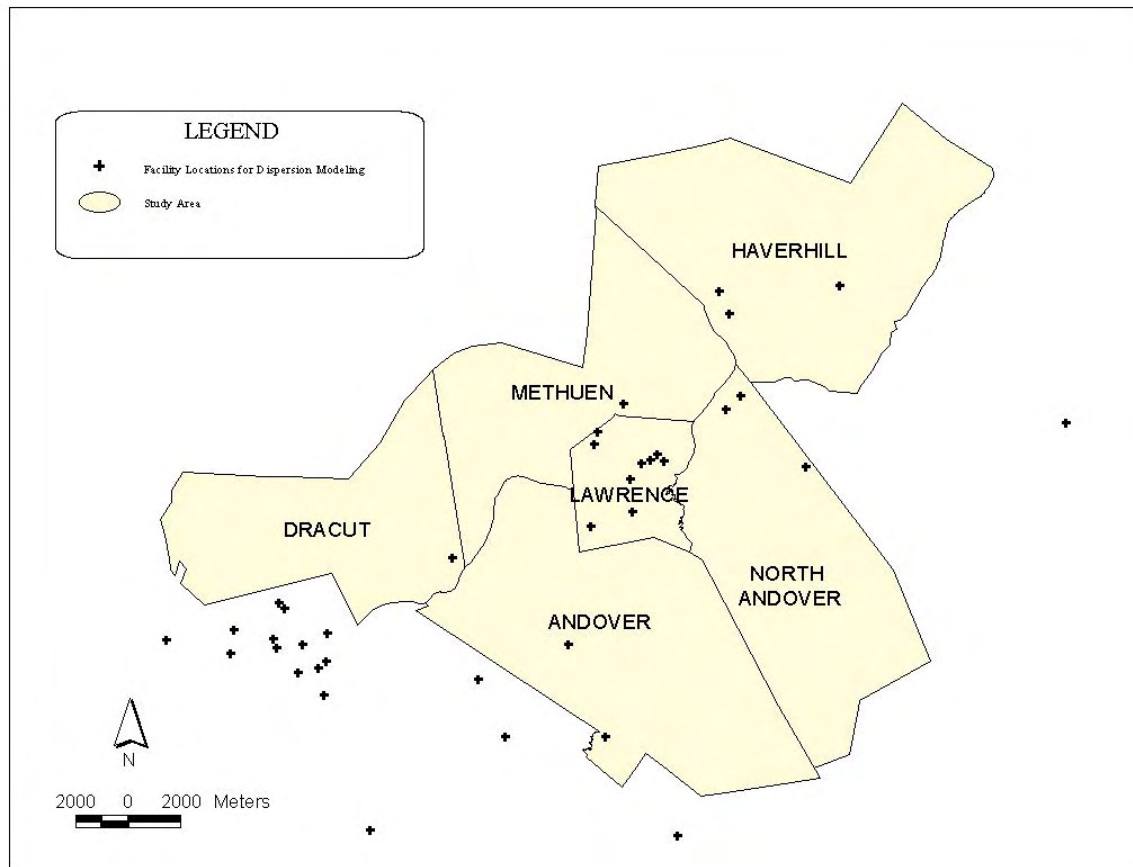 LEGEND
Facility Locations for Dispersion Modeling
Study Area
HAVERHILL
METHUEN
LAWRENCE
DRACUT
NORTH
ANDOVER
ANDOVER
N
2000 0 2000 Meters